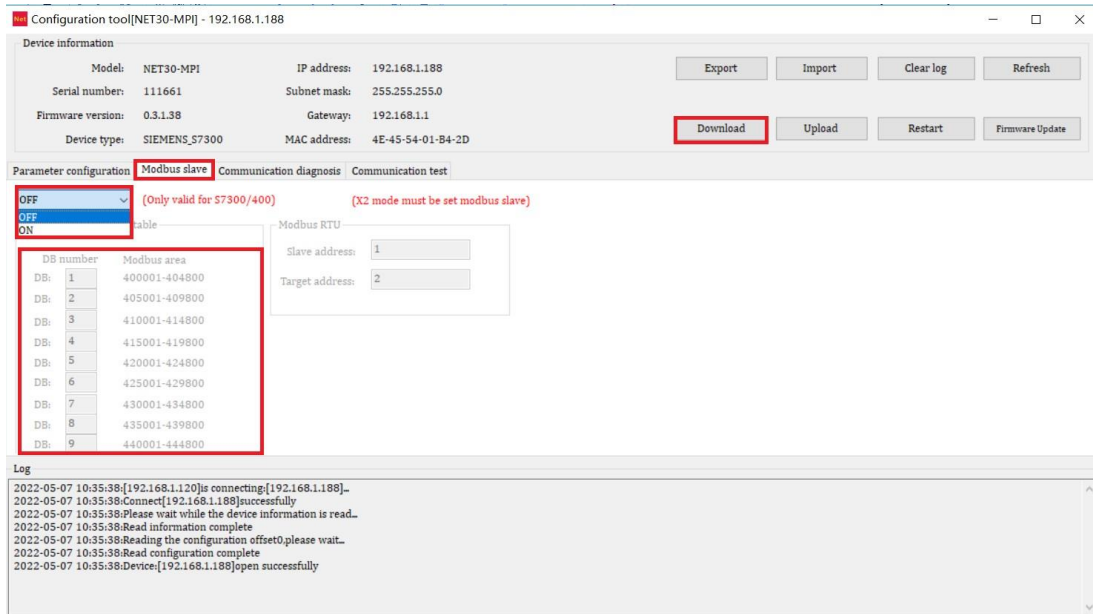 Net Configuration tool[NET30-MPI] - 192.168.1.188
Device information
Model: NET30-MPI IP address: 192.168.1.188 Export Import Clear log Refresh
Serial number: 111661 Subnet mask: 255.255.255.0
Firmware version: 0.3.1.38 Gateway: 192.168.1.1
Device type: SIEMENS_S7300 MAC address: 4E-45-54-01-B4-2D Download Upload Restart Firmware Update
Parameter configuration Modbus slave Communication diagnosis Communication test
OFF (Only valid for S7300/400) (X2 mode must be set modbus slave)
OFF
ON table Modbus RTU
Slave address: 1
Target address: 2
DB number Modbus area
DB: 1 400001-404800
DB: 2 405001-409800
DB: 3 410001-414800
DB: 4 415001-419800
DB: 5 420001-424800
DB: 6 425001-429800
DB: 7 430001-434800
DB: 8 435001-439800
DB: 9 440001-444800
Log
2022-05-07 10:35:38:[192.168.1.120]is connecting:[192.168.1.188]...
2022-05-07 10:35:38:Connect[192.168.1.188]successfully
2022-05-07 10:35:38:Please wait while the device information is read...
2022-05-07 10:35:38:Read information complete
2022-05-07 10:35:38:Reading the configuration offset0,please wait...
2022-05-07 10:35:38:Read configuration complete
2022-05-07 10:35:38:Device:[192.168.1.188]open successfully